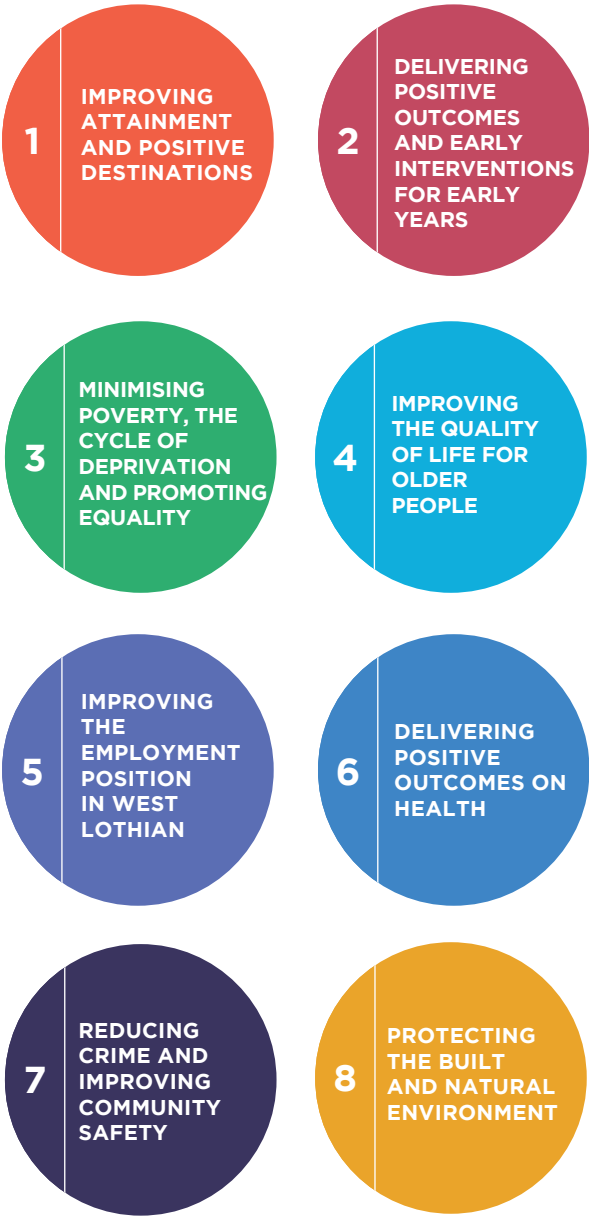 1
IMPROVING
ATTAINMENT
AND POSITIVE
DESTINATIONS
2
DELIVERING
POSITIVE
OUTCOMES
AND EARLY
INTERVENTIONS
FOR EARLY
YEARS
3
MINIMISING
POVERTY, THE
CYCLE OF
DEPRIVATION
AND PROMOTING
EQUALITY
4
IMPROVING
THE QUALITY
OF LIFE FOR
OLDER
PEOPLE
5
IMPROVING
THE
EMPLOYMENT
POSITION
IN WEST
LOTHIAN
6
DELIVERING
POSITIVE
OUTCOMES ON
HEALTH
7
REDUCING
CRIME AND
IMPROVING
COMMUNITY
SAFETY
8
PROTECTING
THE BUILT
AND NATURAL
ENVIRONMENT